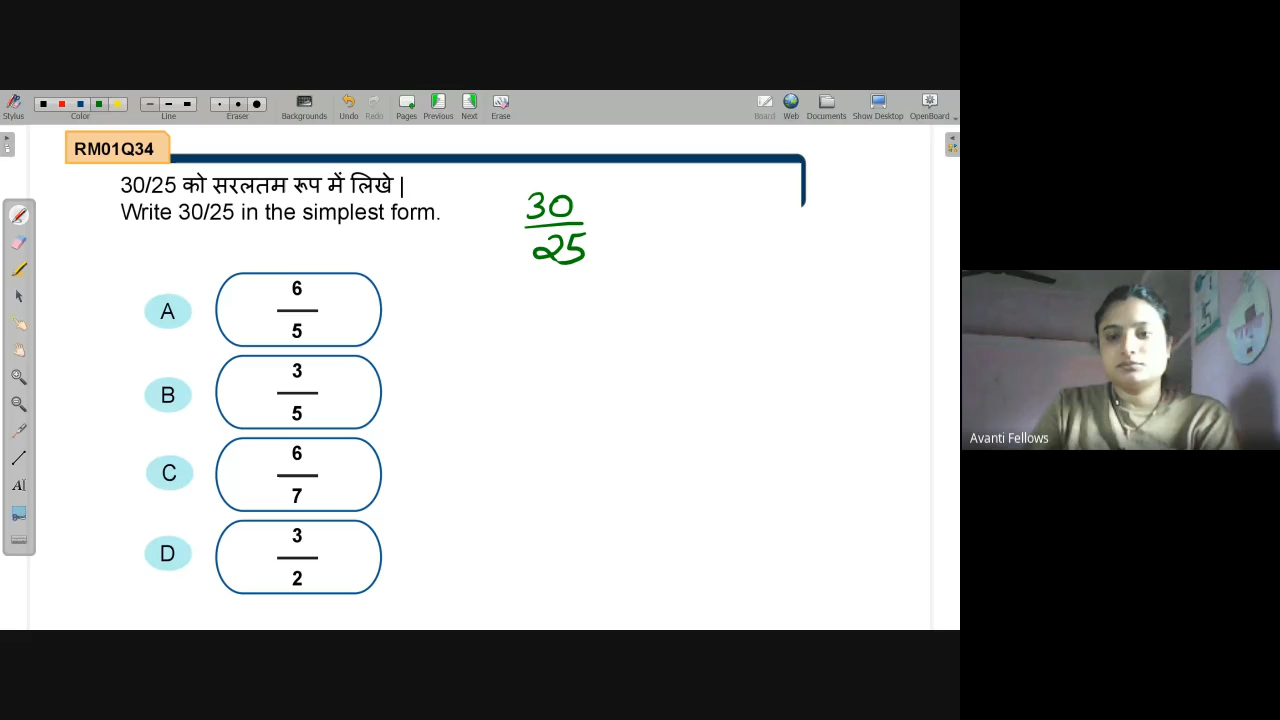 Stylus
Color
Line
Eraser
Backgrounds
Undo
Redo
Pages
Previous
Next
Erase
Board
Web
Documents
Show Desktop
OpenBoard
RM01Q34
30/25 को सरलतम रूप में लिखे |
Write 30/25 in the simplest form.
30
25
A
6
5
B
3
5
C
6
7
D
3
2
AI
Avanti Fellows